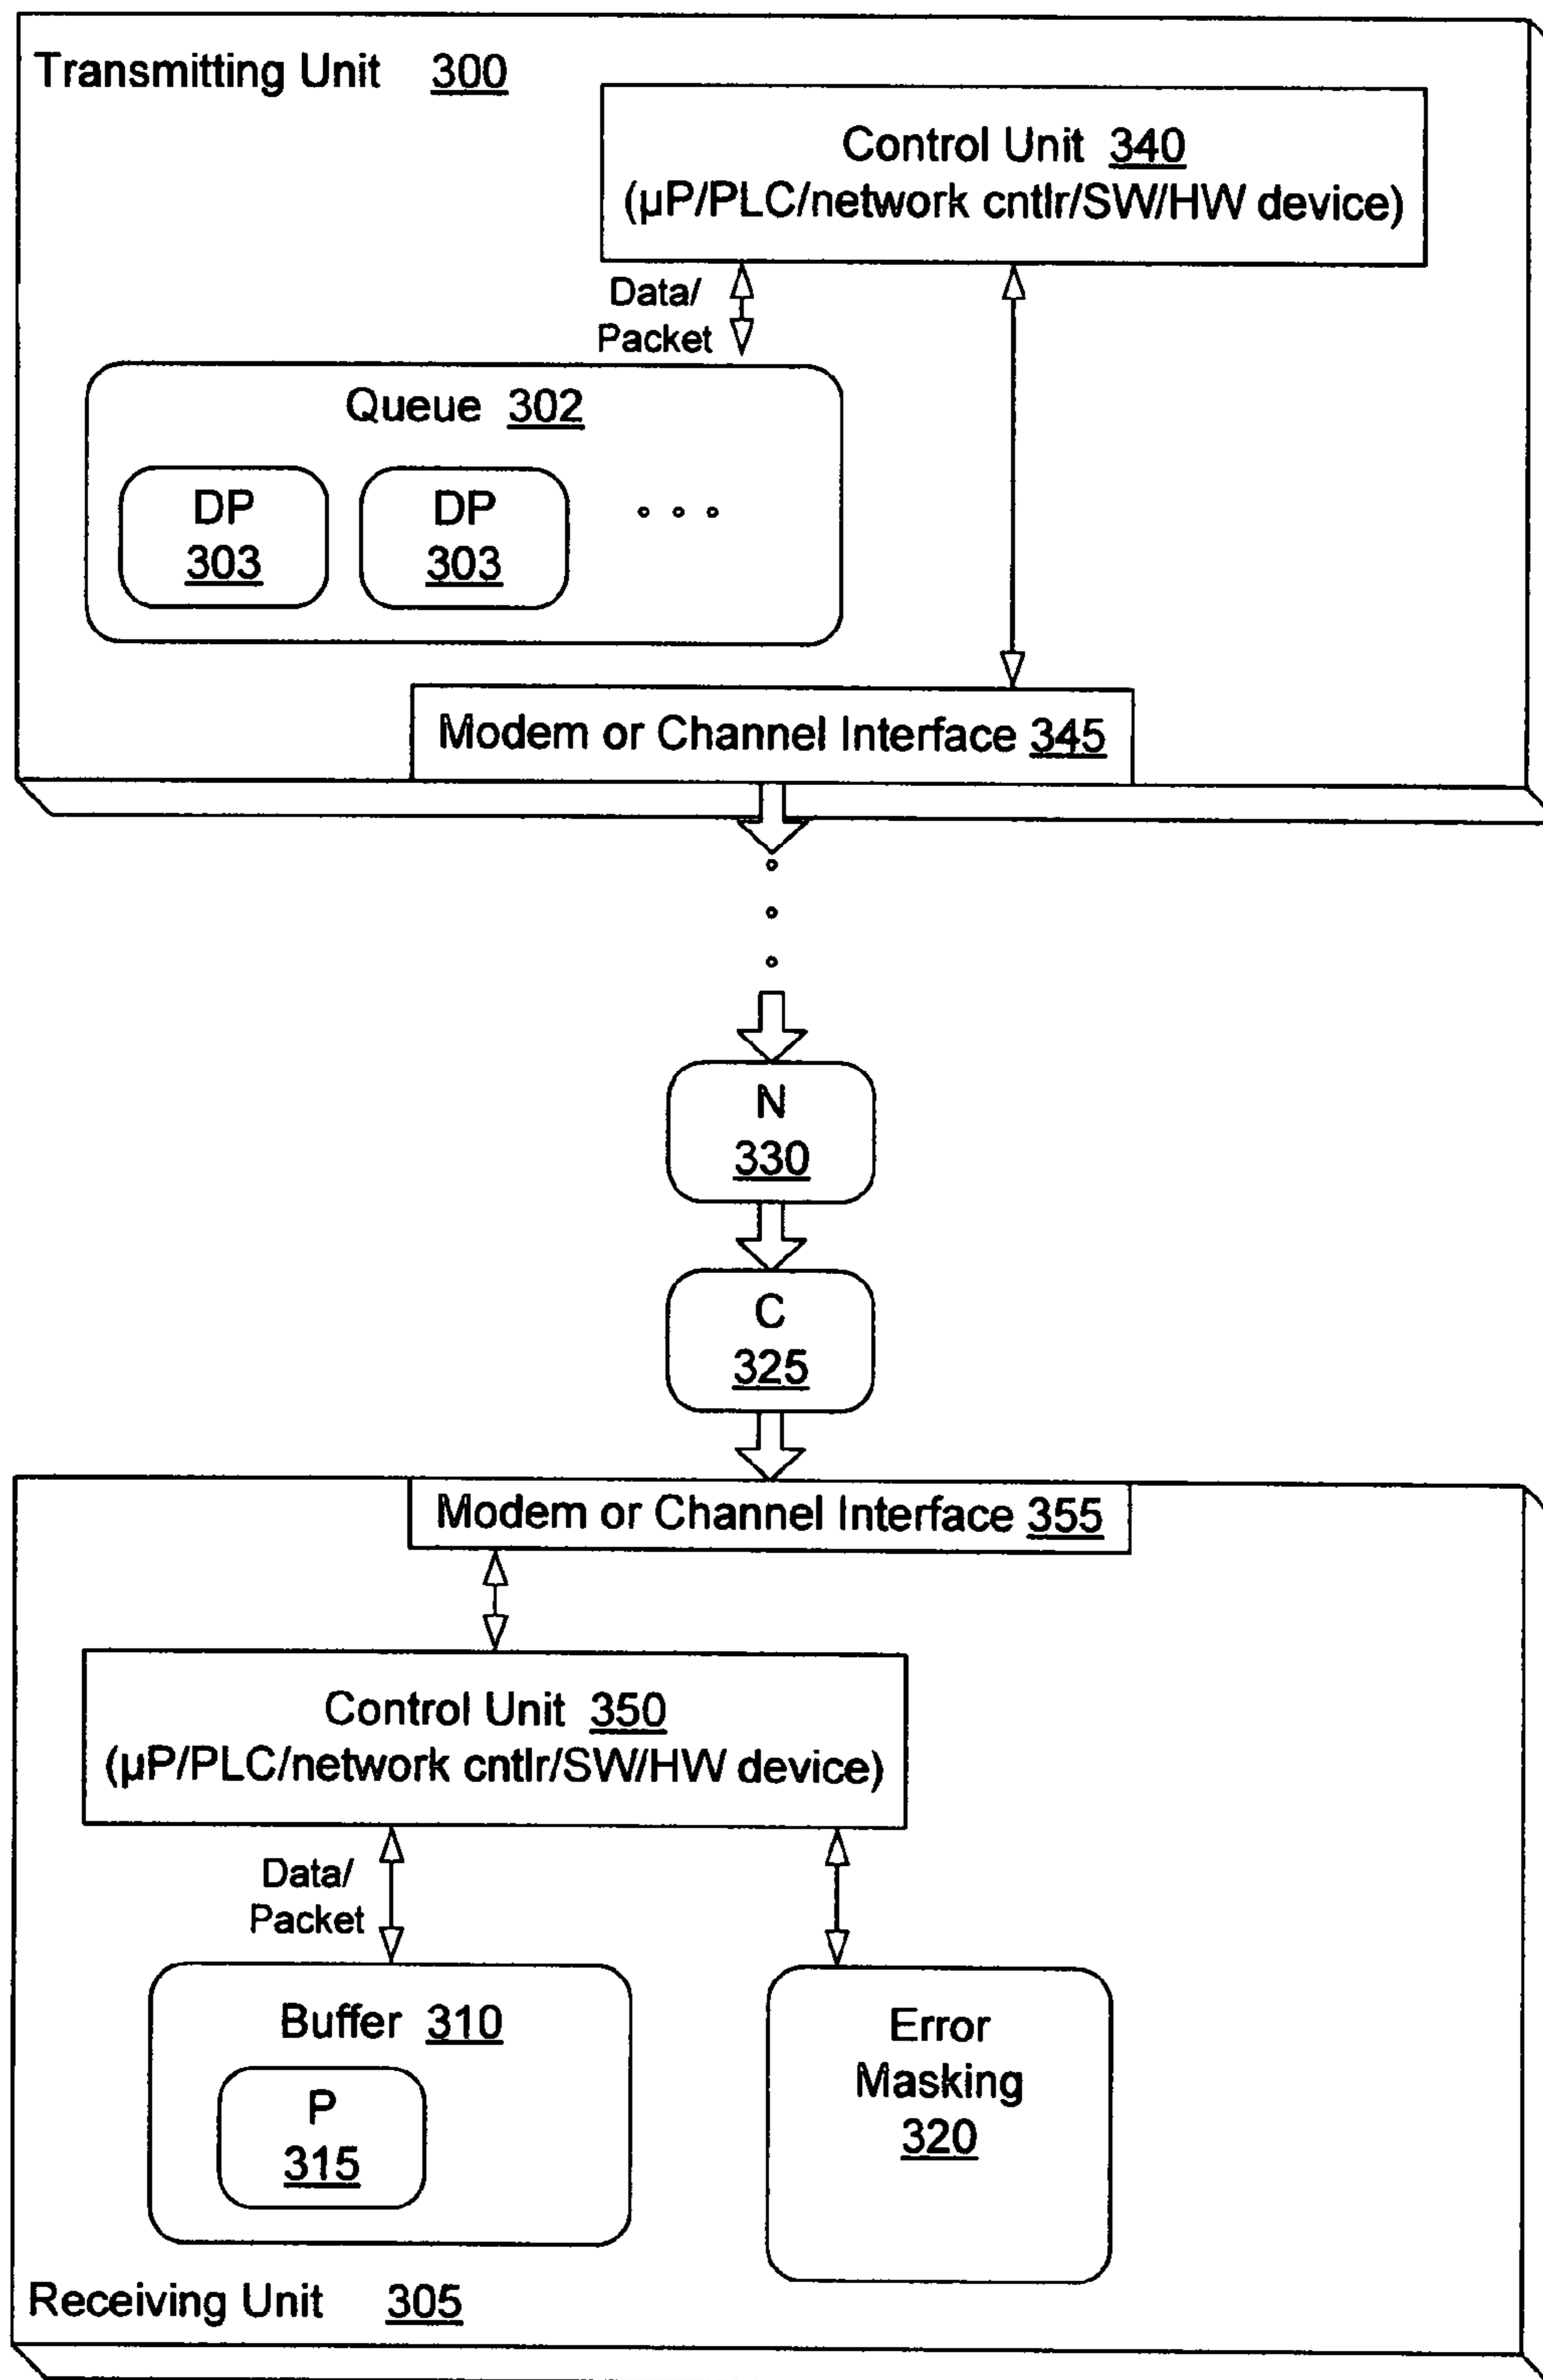 Transmitting Unit 300
Control Unit 340
(µP/PLC/network cntlr/SW/HW device)
Data/
Packet
Queue 302
DP
303
DP
303
Modem or Channel Interface 345
N
330
C
325
Modem or Channel Interface 355
Control Unit 350
(µP/PLC/network cntlr/SW/HW device)
Data/
Packet
Buffer 310
P
315
Error
Masking
320
Receiving Unit 305